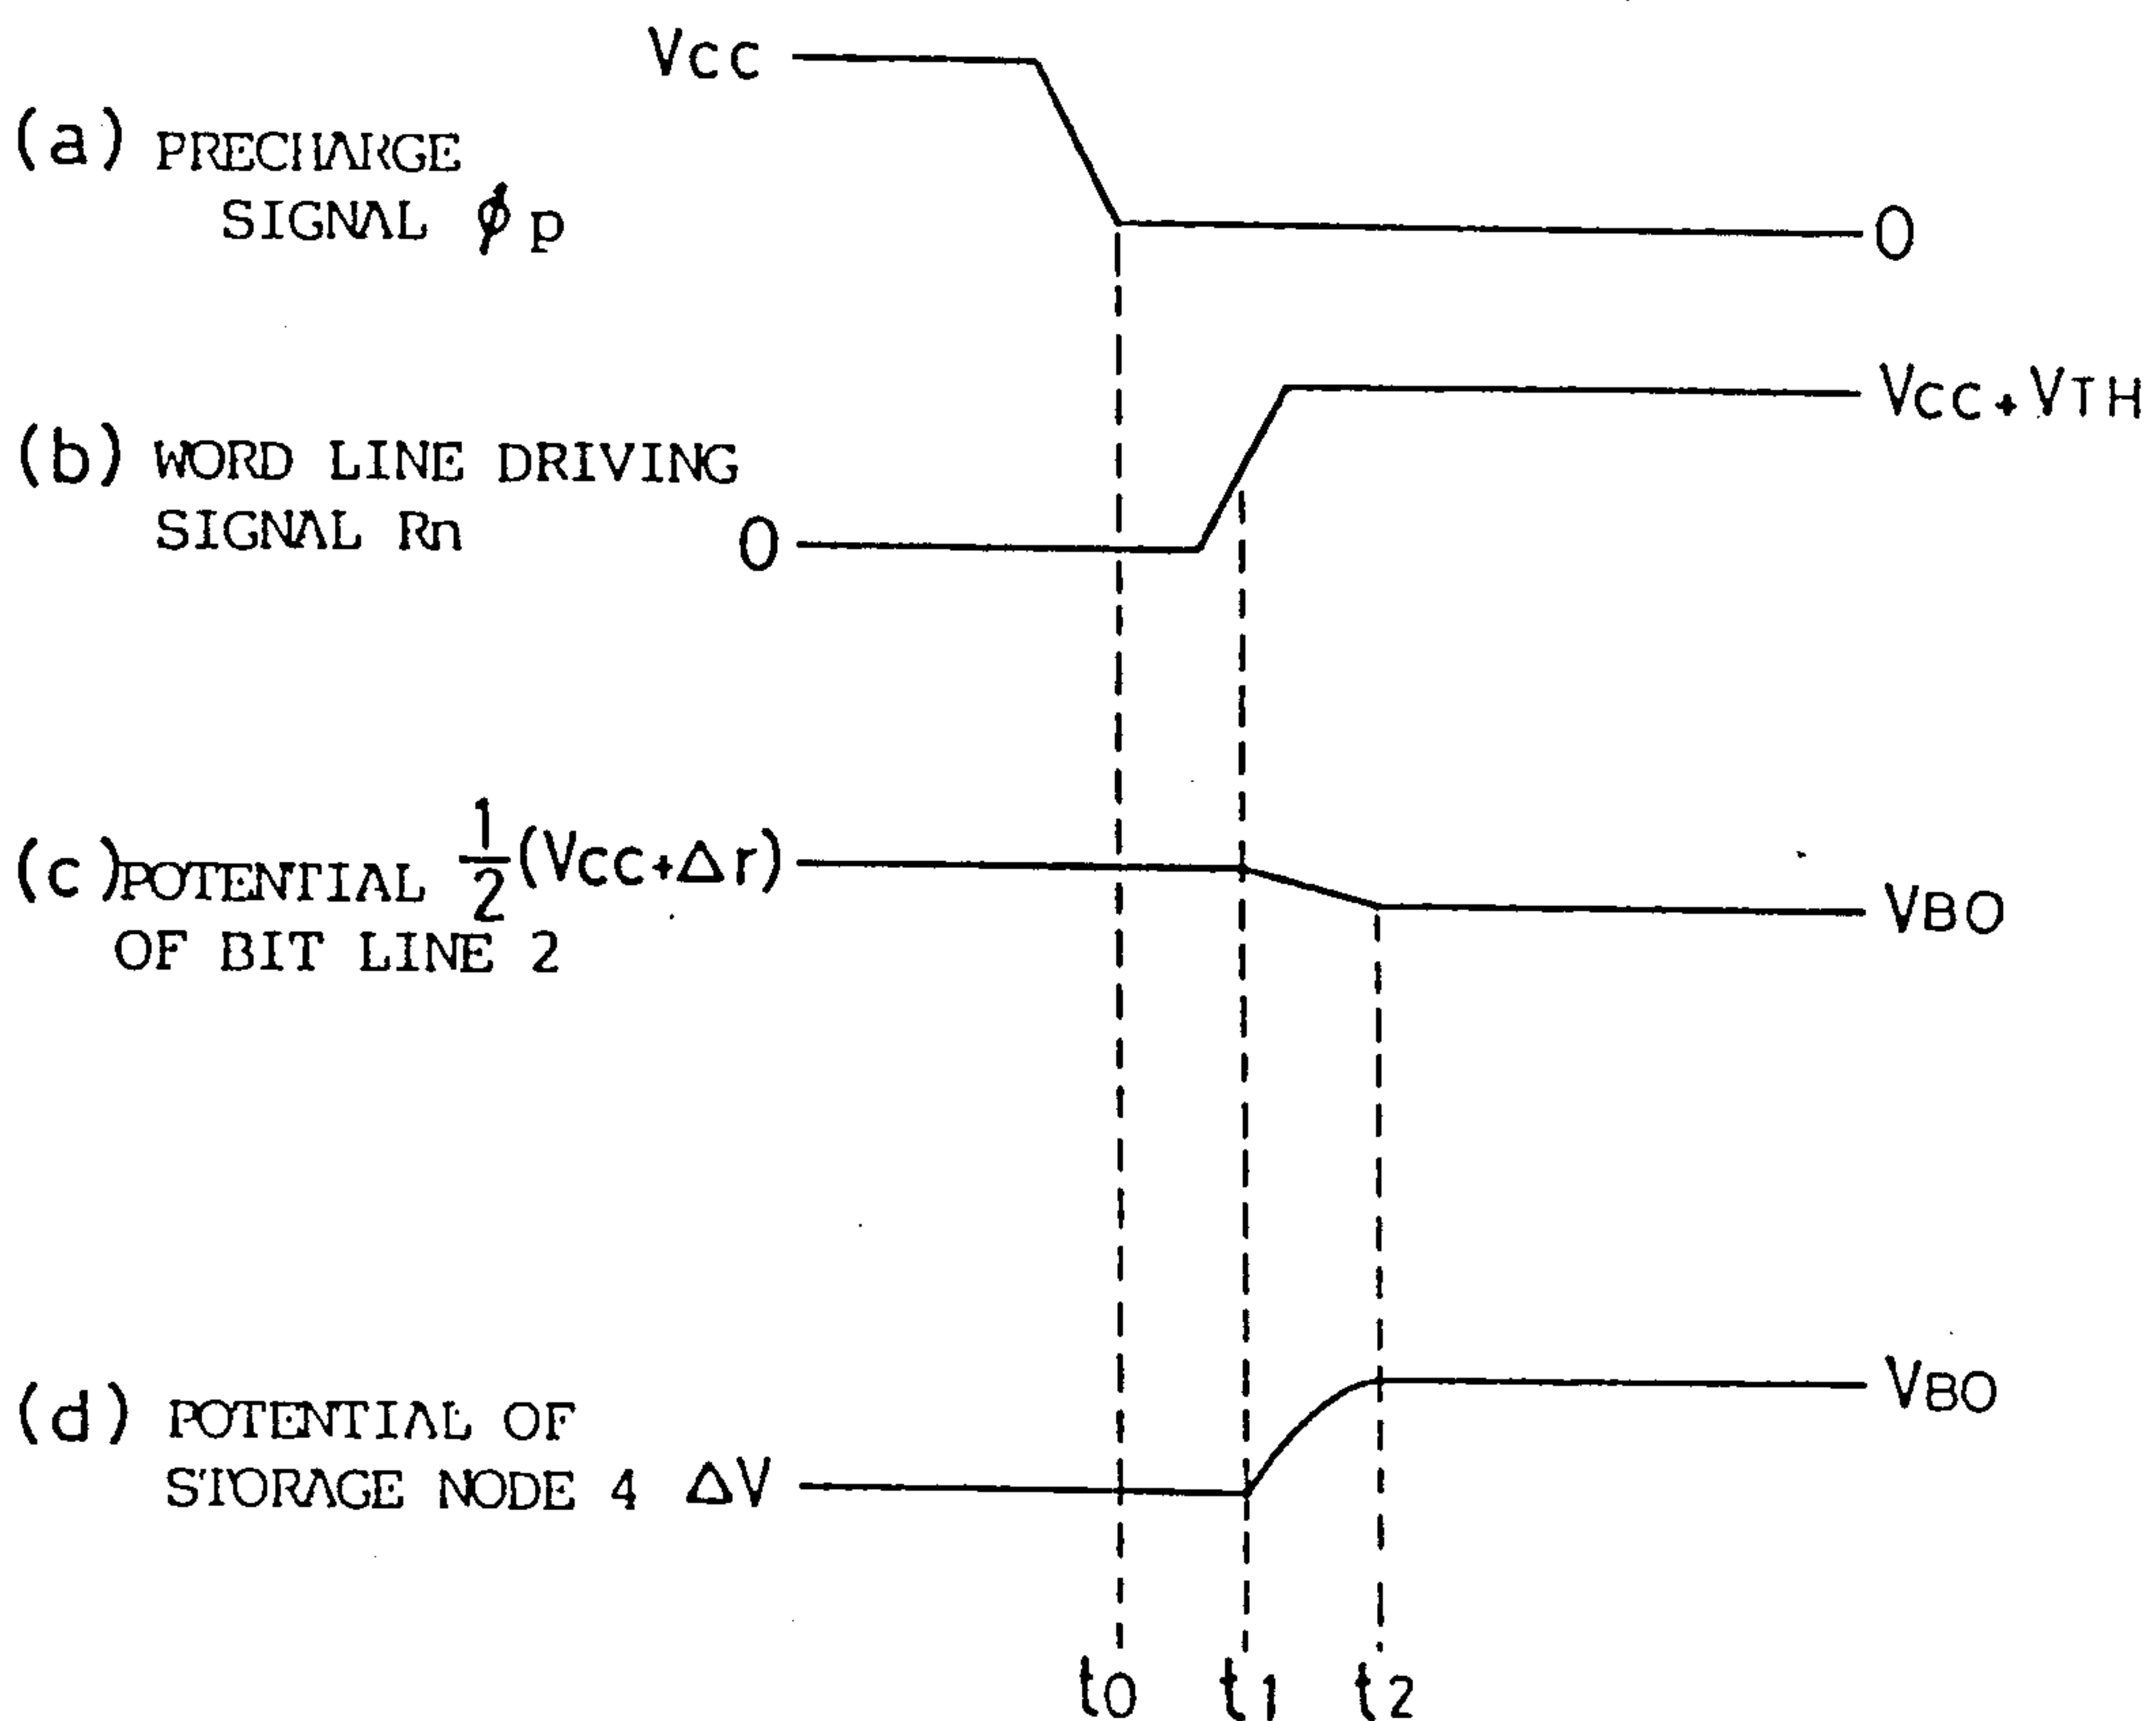 Vcc
(a) PRECHARGE
SIGNAL ϕp
0
Vcc+VTH
(b) WORD LINE DRIVING
SIGNAL Rn
0
(c) POTENTIAL 1/2(Vcc+Δr)
OF BIT LINE 2
VBO
(d) POTENTIAL OF
STORAGE NODE 4 ΔV
VBO
t0 t1 t2